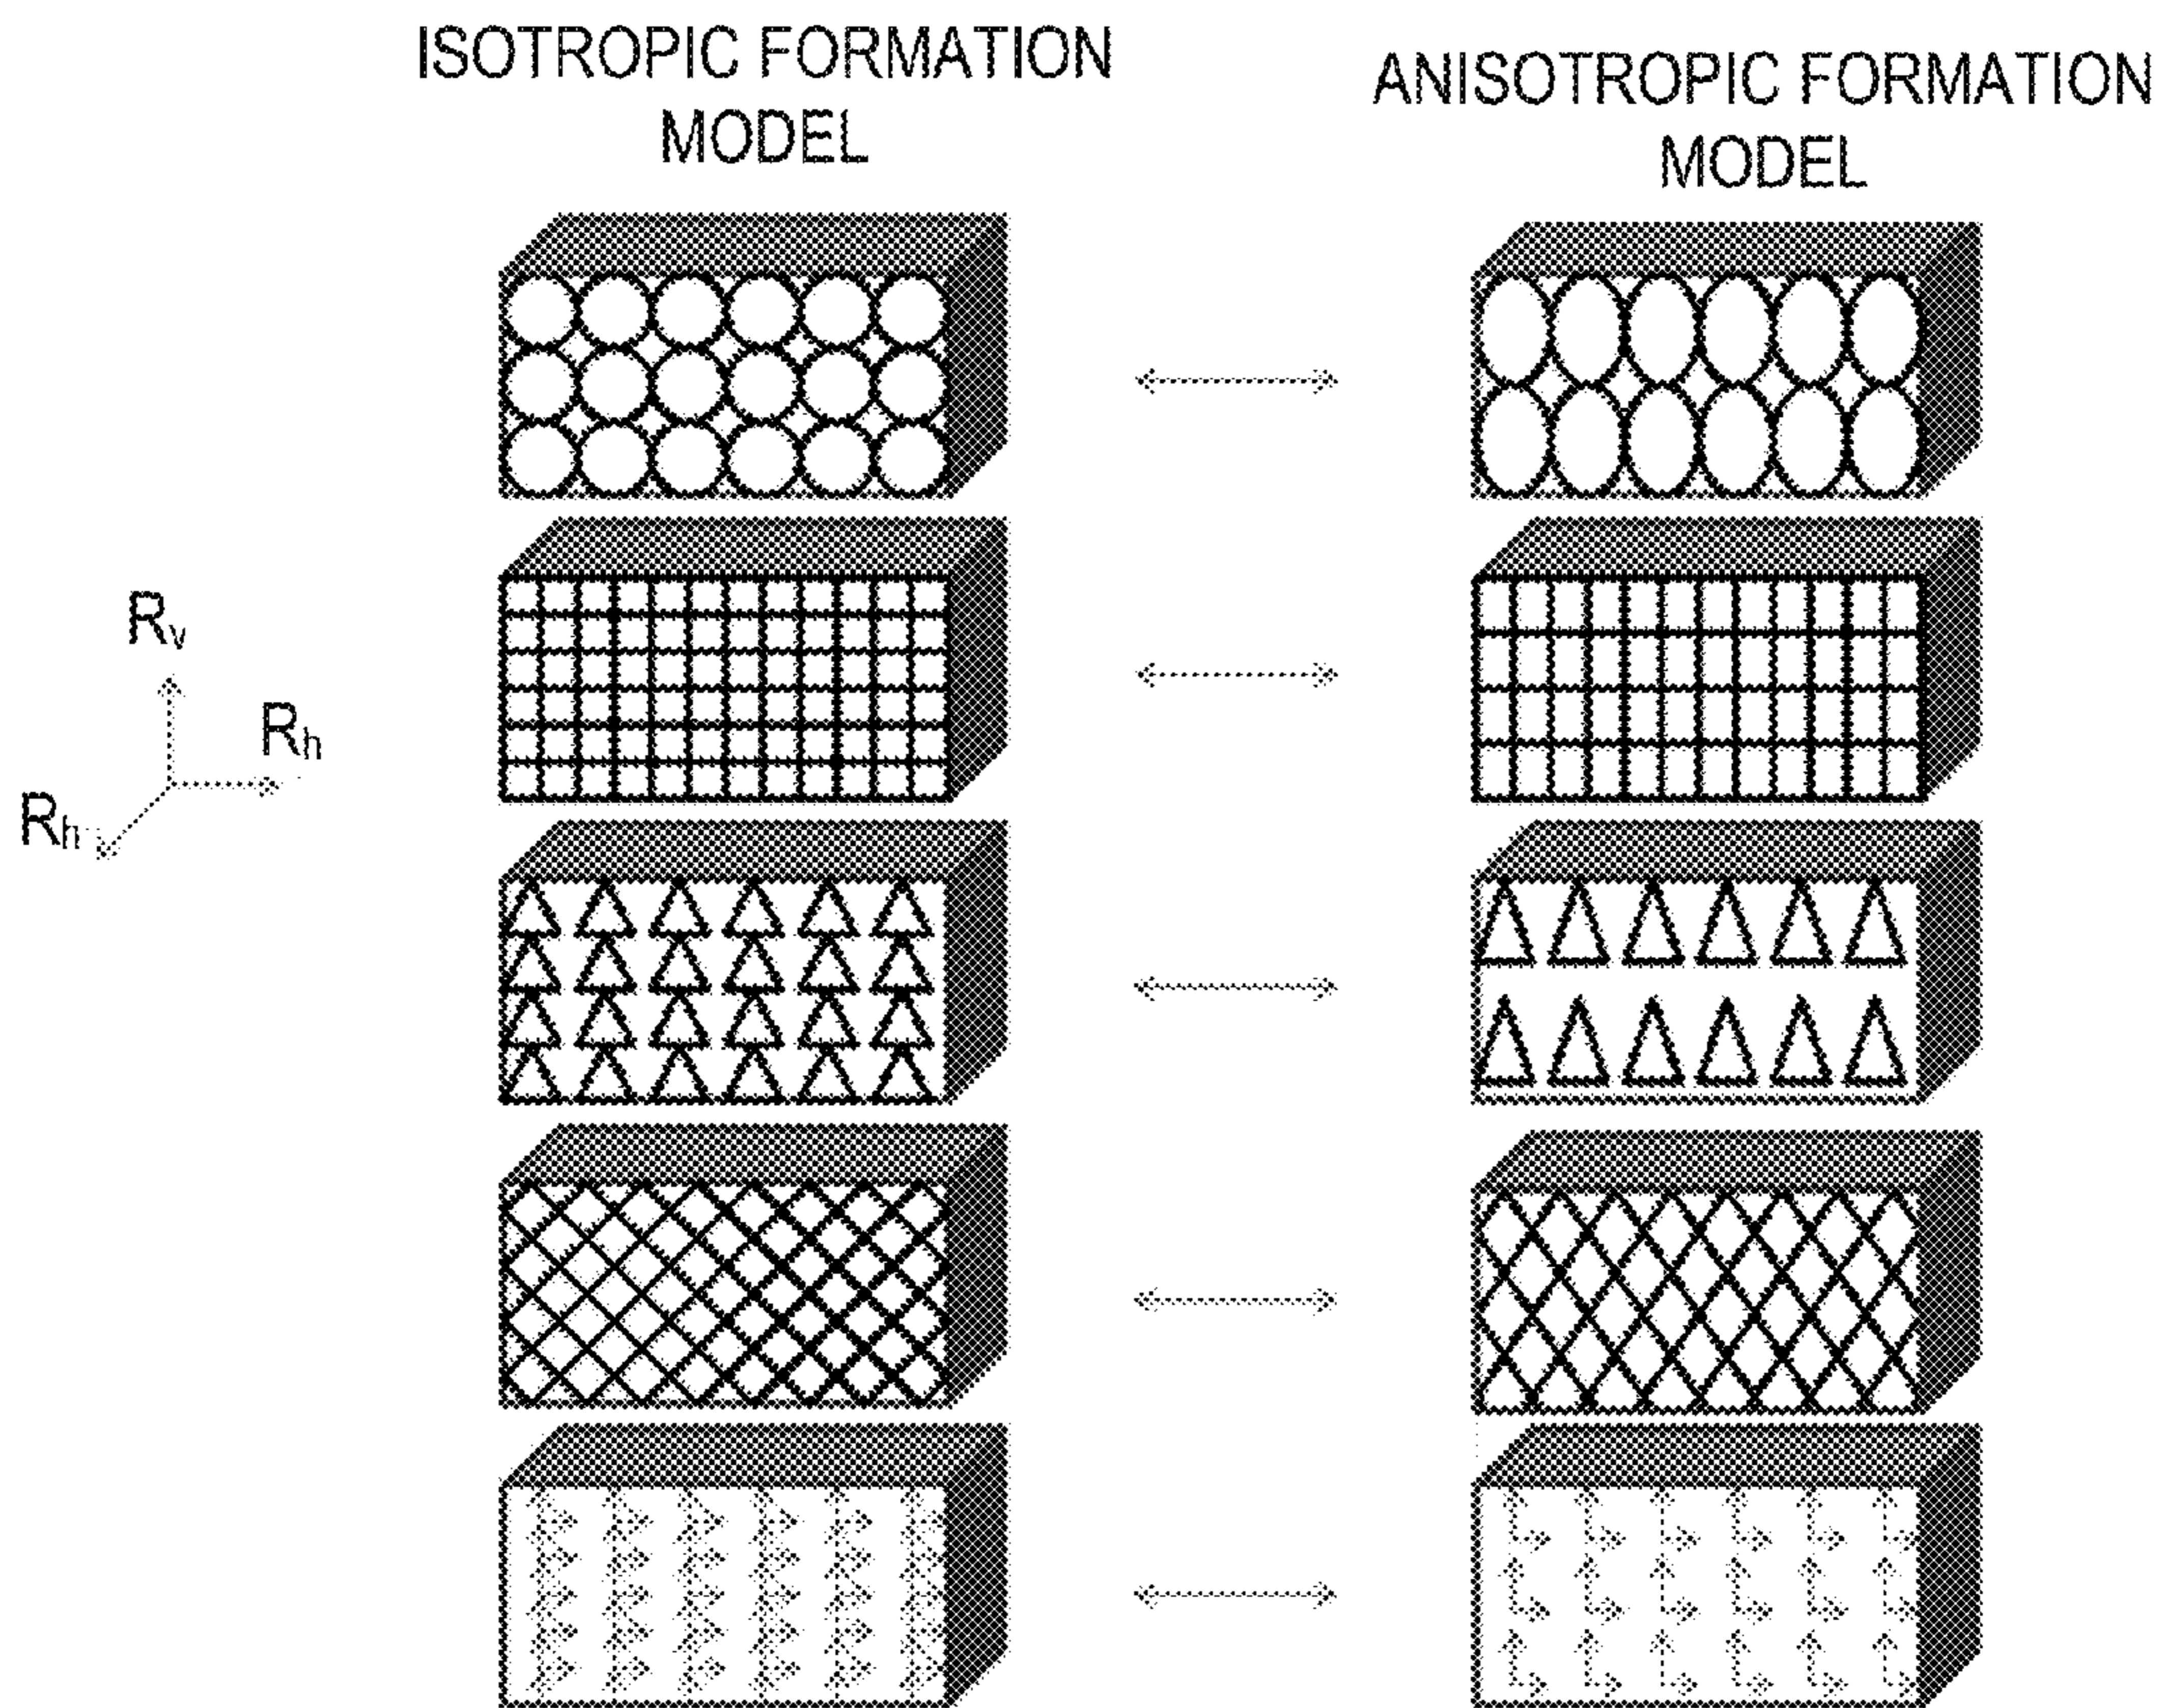 ISOTROPIC FORMATION
MODEL
ANISOTROPIC FORMATION
MODEL
Rv
Rh
Rh